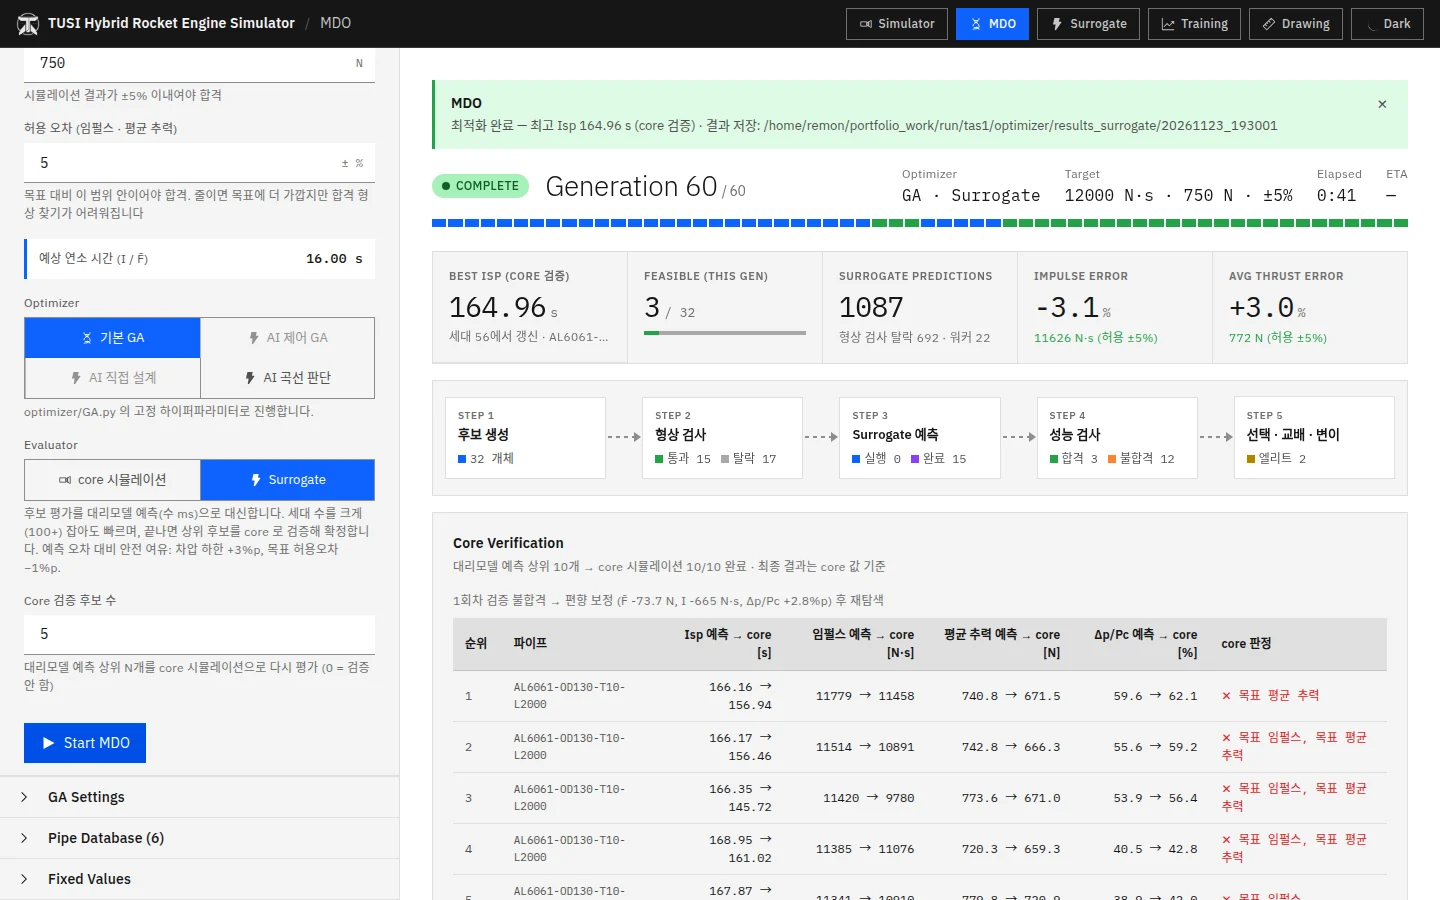 TUSI Hybrid Rocket Engine Simulator / MDO
Simulator
MDO
Surrogate
Training
Drawing
Dark
750 N
시뮬레이션 결과가 ±5% 이내여야 합격
허용 오차 (임펄스 · 평균 추력)
5 ± %
목표 대비 이 범위 안이어야 합격. 줄이면 목표에 더 가깝지만 합격 형
상 찾기가 어려워집니다
예상 연소 시간 (I / F̄) 16.00 s
Optimizer
기본 GA
AI 제어 GA
AI 직접 설계
AI 곡선 판단
optimizer/GA.py 의 고정 하이퍼파라미터로 진행합니다.
Evaluator
core 시뮬레이션
Surrogate
후보 평가를 대리모델 예측(수 ms)으로 대신합니다. 세대 수를 크게
(100+) 잡아도 빠르며, 끝나면 상위 후보를 core 로 검증해 확정합니
다. 예측 오차 대비 안전 여유: 차압 하한 +3%p, 목표 허용오차
−1%p.
Core 검증 후보 수
5
대리모델 예측 상위 N개를 core 시뮬레이션으로 다시 평가 (0 = 검증
안 함)
Start MDO
GA Settings
Pipe Database (6)
Fixed Values
MDO
최적화 완료 — 최고 Isp 164.96 s (core 검증) · 결과 저장: /home/remon/portfolio_work/run/tas1/optimizer/results_surrogate/20261123_193001
COMPLETE
Generation 60 / 60
Optimizer
GA · Surrogate
Target
12000 N·s · 750 N · ±5%
Elapsed
0:41
ETA
—
BEST ISP (CORE 검증)
164.96 s
세대 56에서 갱신 · AL6061-...
FEASIBLE (THIS GEN)
3 / 32
SURROGATE PREDICTIONS
1087
형상 검사 탈락 692 · 워커 22
IMPULSE ERROR
-3.1 %
11626 N·s (허용 ±5%)
AVG THRUST ERROR
+3.0 %
772 N (허용 ±5%)
STEP 1
후보 생성
32 개체
STEP 2
형상 검사
통과 15 탈락 17
STEP 3
Surrogate 예측
실행 0 완료 15
STEP 4
성능 검사
합격 3 불합격 12
STEP 5
선택 · 교배 · 변이
엘리트 2
Core Verification
대리모델 예측 상위 10개 → core 시뮬레이션 10/10 완료 · 최종 결과는 core 값 기준
1회차 검증 불합격 → 편향 보정 (F̄ -73.7 N, I -665 N·s, Δp/Pc +2.8%p) 후 재탐색
순위 파이프 Isp 예측 → core [s] 임펄스 예측 → core [N·s] 평균 추력 예측 → core [N] Δp/Pc 예측 → core [%] core 판정
1 AL6061-OD130-T10-L2000 166.16 → 156.94 11779 → 11458 740.8 → 671.5 59.6 → 62.1 ✕ 목표 평균 추력
2 AL6061-OD130-T10-L2000 166.17 → 156.46 11514 → 10891 742.8 → 666.3 55.6 → 59.2 ✕ 목표 임펄스, 목표 평균 추력
3 AL6061-OD130-T10-L2000 166.35 → 145.72 11420 → 9780 773.6 → 671.0 53.9 → 56.4 ✕ 목표 임펄스, 목표 평균 추력
4 AL6061-OD130-T10-L2000 168.95 → 161.02 11385 → 11076 720.3 → 659.3 40.5 → 42.8 ✕ 목표 임펄스, 목표 평균 추력
AL6061-OD130-T10- 167.87 →